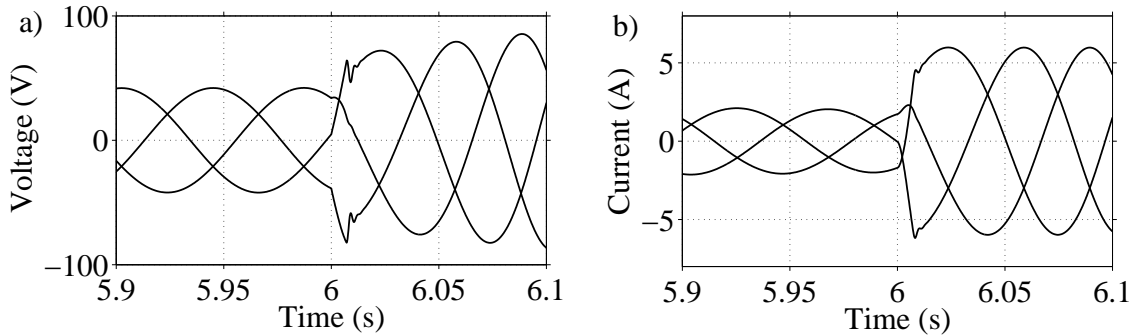 a)
100
0
−100
Voltage (V)
5.9 5.95 6 6.05 6.1
Time (s)
b)
5
0
−5
Current (A)
5.9 5.95 6 6.05 6.1
Time (s)